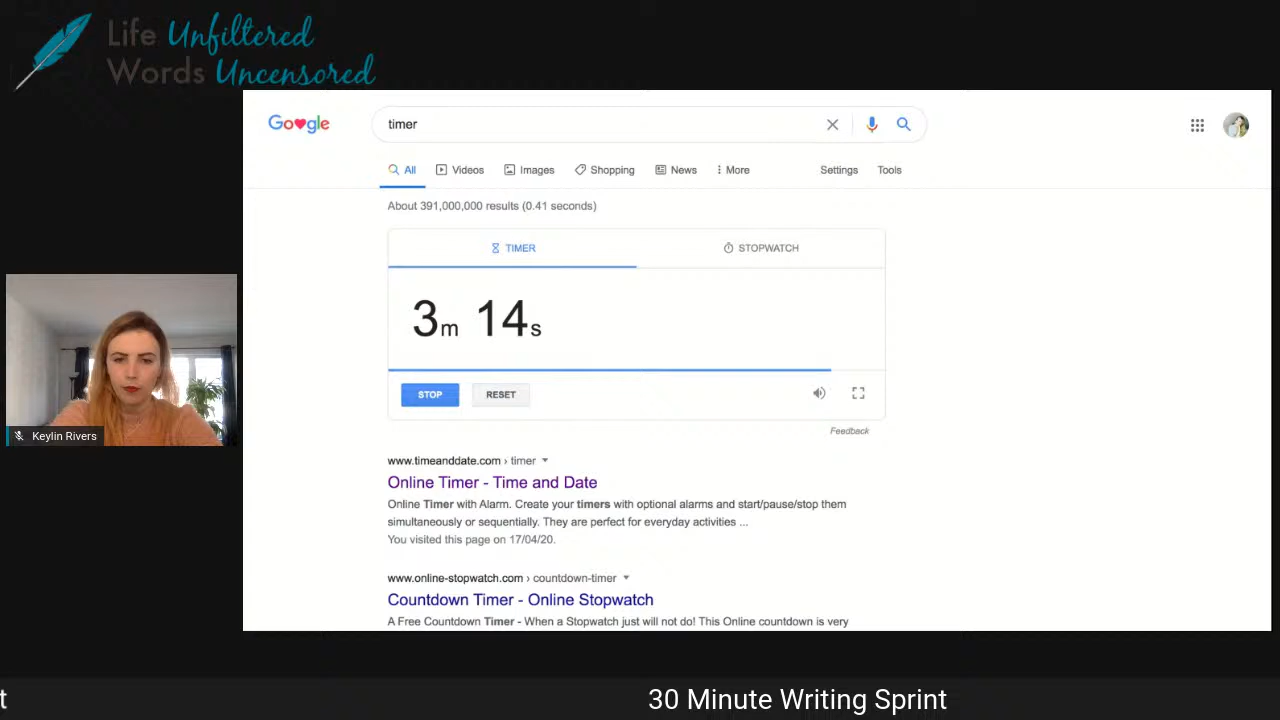 Life Unfiltered
Words Uncensored
Google
timer
All Videos Images Shopping News More Settings Tools
About 391,000,000 results (0.41 seconds)
TIMER STOPWATCH
3m 14s
STOP RESET
Feedback
www.timeanddate.com › timer
Online Timer - Time and Date
Online Timer with Alarm. Create your timers with optional alarms and start/pause/stop them
simultaneously or sequentially. They are perfect for everyday activities ...
You visited this page on 17/04/20.
Keylin Rivers
www.online-stopwatch.com › countdown-timer
Countdown Timer - Online Stopwatch
A Free Countdown Timer - When a Stopwatch just will not do! This Online countdown is very
t 30 Minute Writing Sprint